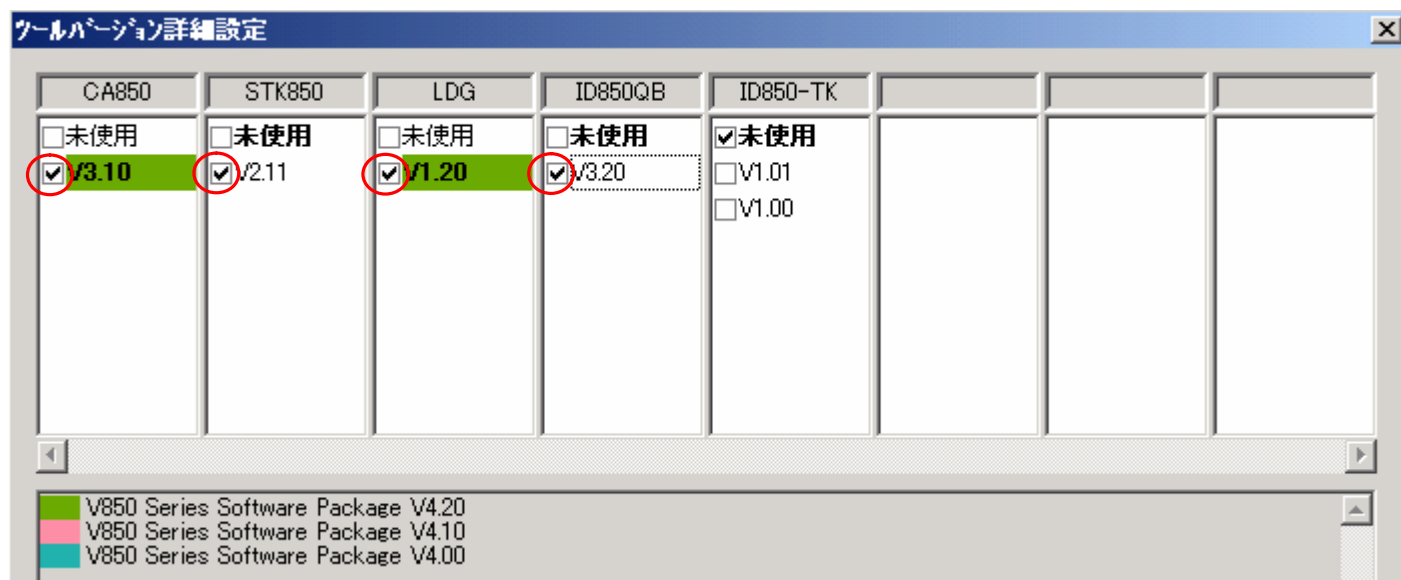 ツールバージョン詳細設定
CA850 STK850 LDG ID850QB ID850-TK
未使用 未使用 未使用 未使用 未使用
V3.10 V2.11 V1.20 V3.20 V1.01
V1.00
V850 Series Software Package V4.20
V850 Series Software Package V4.10
V850 Series Software Package V4.00